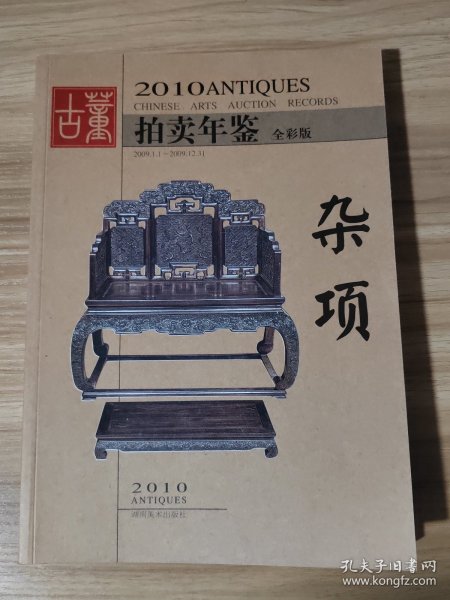 古董
2010ANTIQUES
CHINESE ARTS AUCTION RECORDS
拍卖年鉴 全彩版
2009.1.1~2009.12.31
杂项
2010
ANTIQUES
湖南美术出版社
孔夫子旧书网
www.kongfz.com